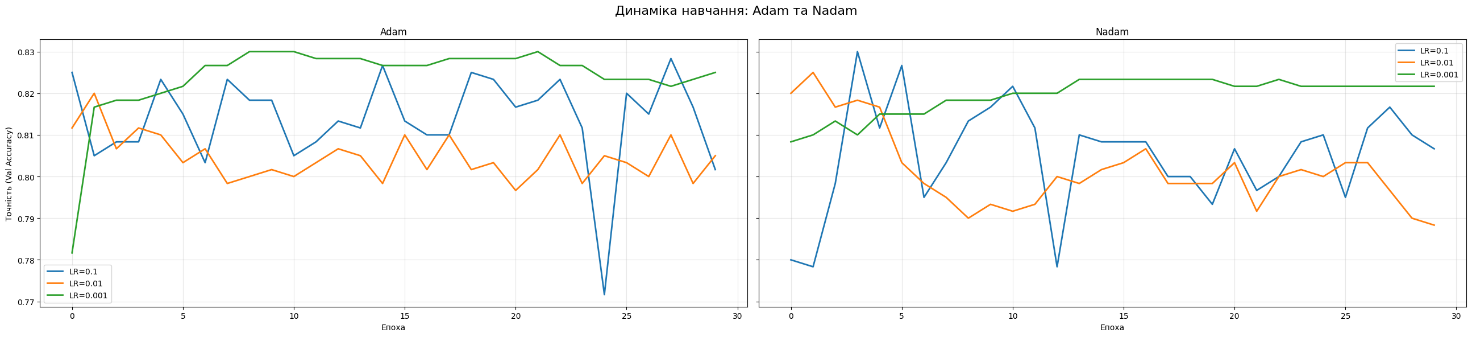 Динаміка навчання: Adam та Nadam
Adam
Точність (Val Accuracy)
0.83
0.82
0.81
0.80
0.79
0.78
0.77
LR=0.1
LR=0.01
LR=0.001
0 5 10 15 20 25 30
Епоха
Nadam
LR=0.1
LR=0.01
LR=0.001
0 5 10 15 20 25 30
Епоха